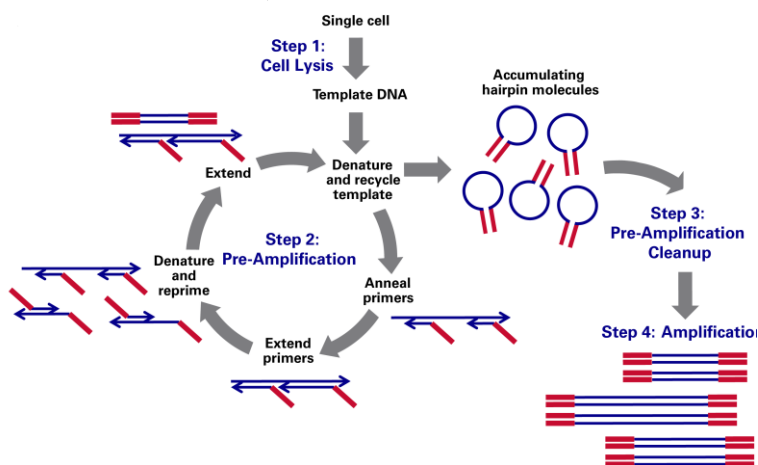 Single cell
Step 1:
Cell Lysis
Template DNA
Accumulating
hairpin molecules
Extend
Denature
and recycle
template
Step 2:
Pre-Amplification
Denature
and
reprime
Anneal
primers
Extend
primers
Step 3:
Pre-Amplification
Cleanup
Step 4: Amplification